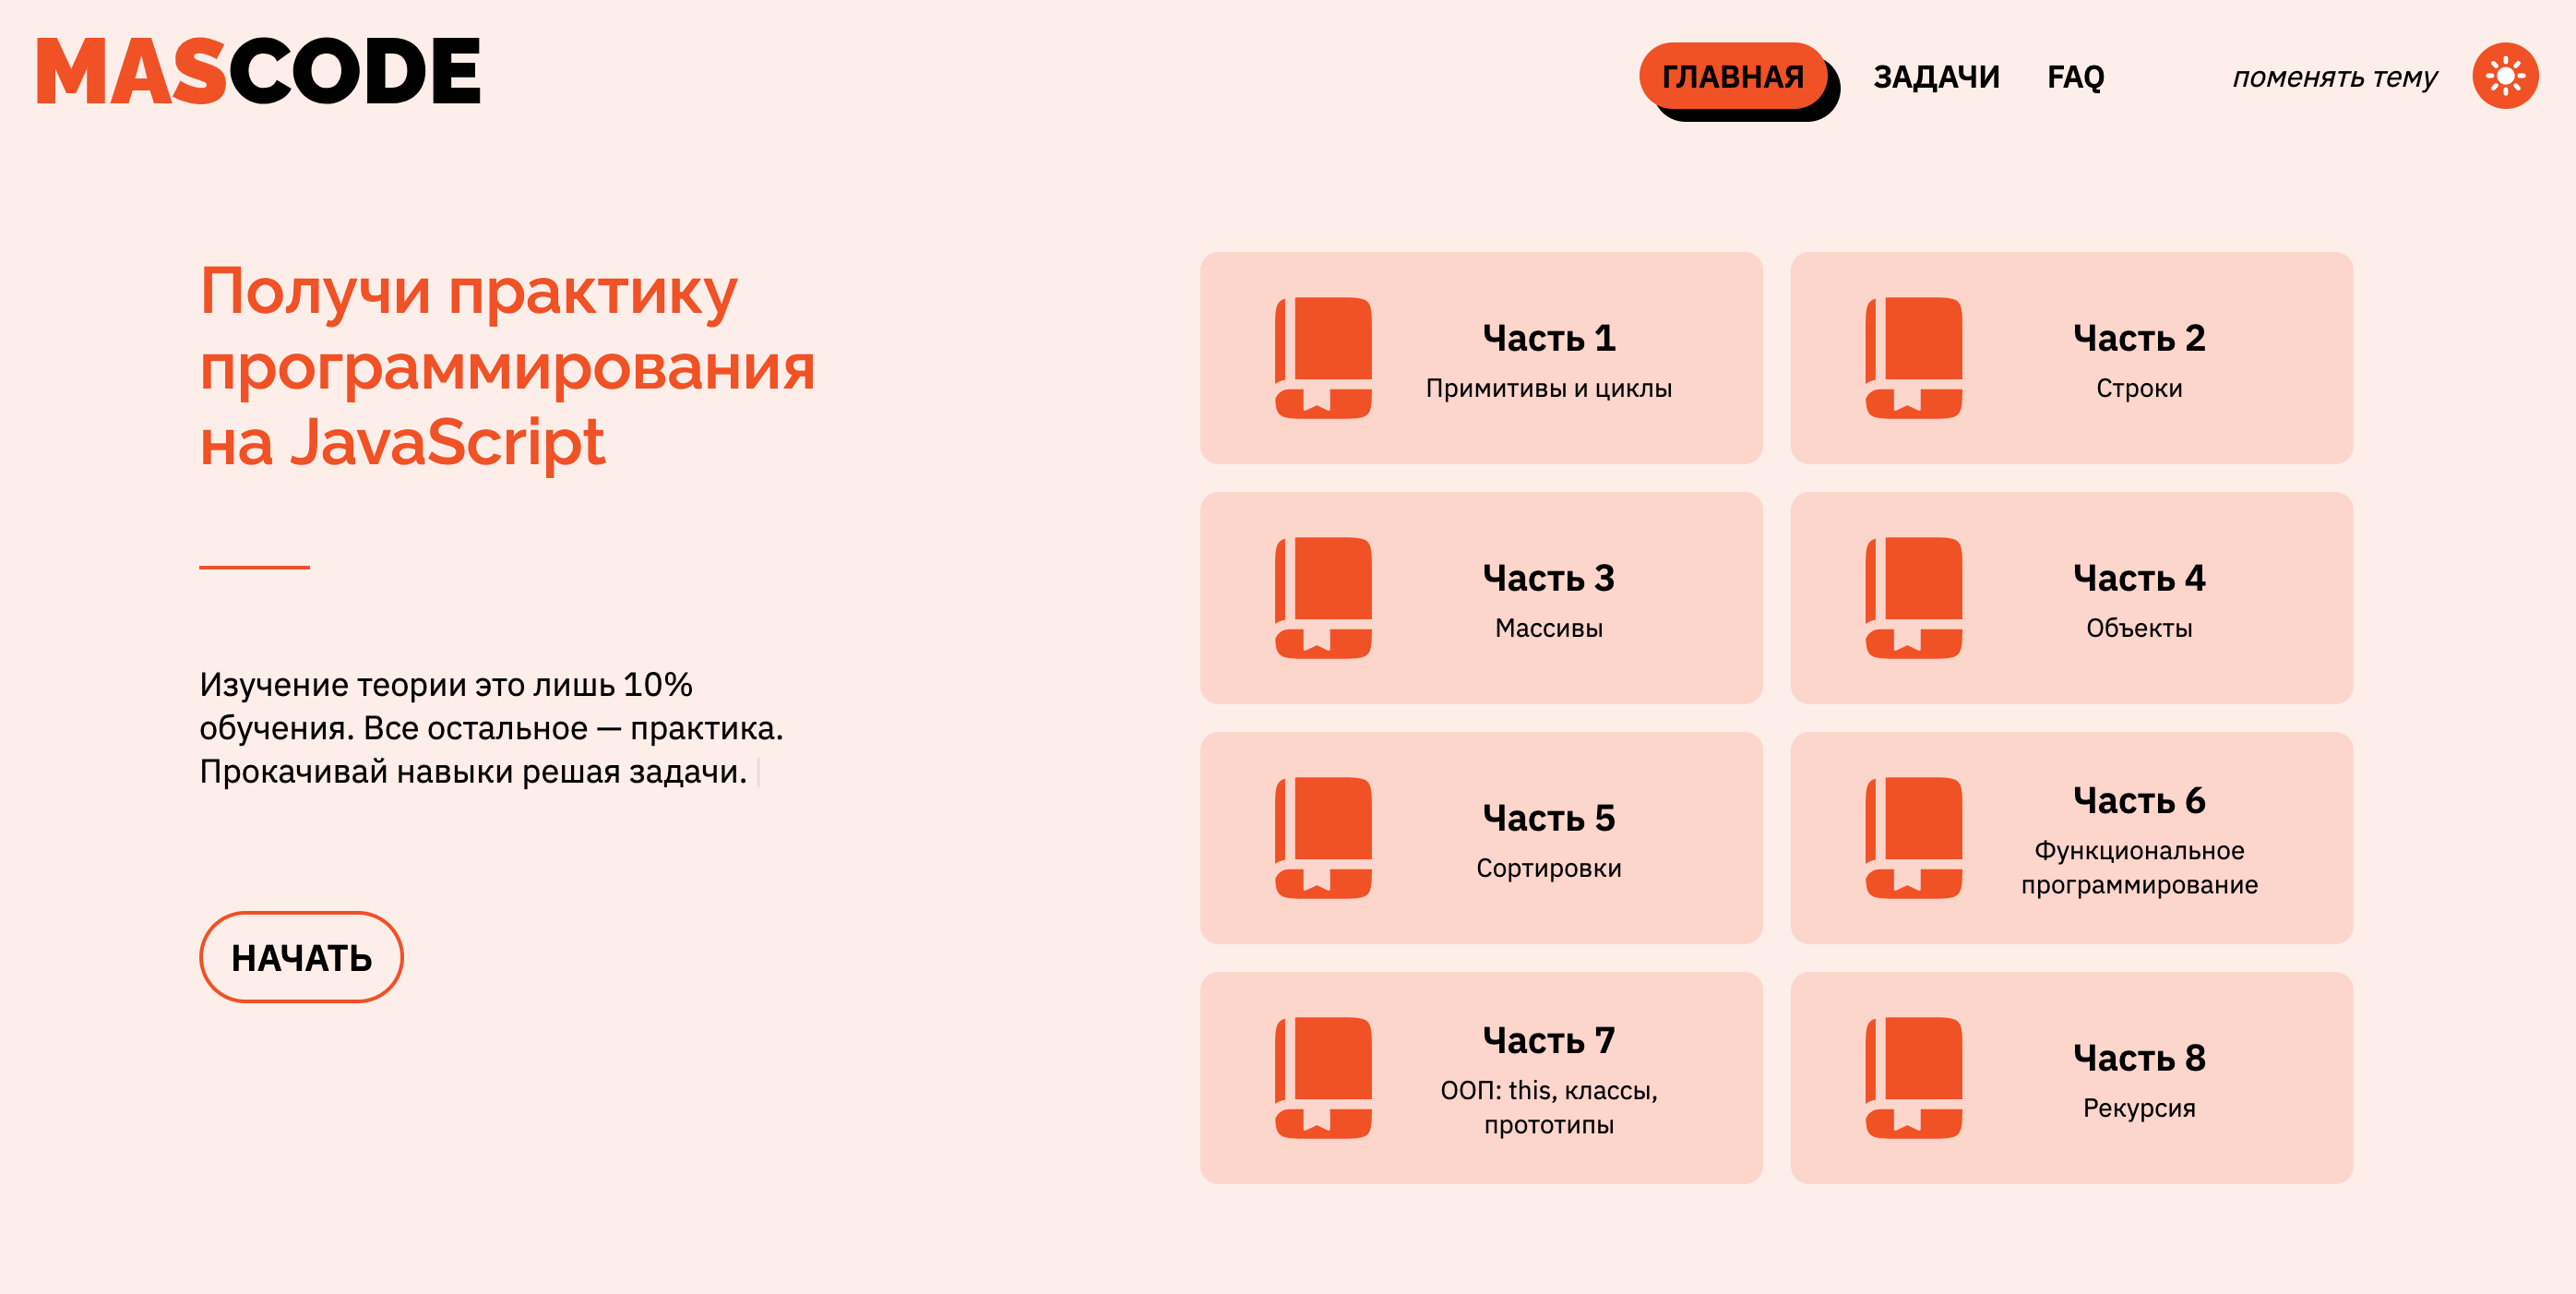 MASCODE
ГЛАВНАЯ
ЗАДАЧИ
FAQ
поменять тему
Получи практику
программирования
на JavaScript
Изучение теории это лишь 10%
обучения. Все остальное — практика.
Прокачивай навыки решая задачи.
НАЧАТЬ
Часть 1
Примитивы и циклы
Часть 2
Строки
Часть 3
Массивы
Часть 4
Объекты
Часть 5
Сортировки
Часть 6
Функциональное
программирование
Часть 7
ООП: this, классы,
прототипы
Часть 8
Рекурсия